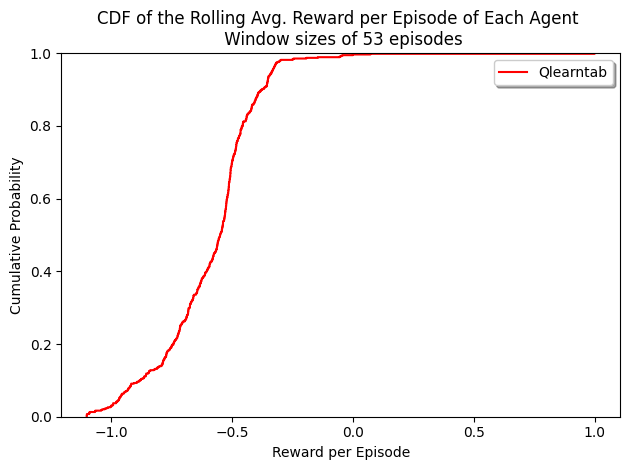 CDF of the Rolling Avg. Reward per Episode of Each Agent
Window sizes of 53 episodes
Qlearntab
1.0
0.8
0.6
0.4
0.2
0.0
Cumulative Probability
−1.0 −0.5 0.0 0.5 1.0
Reward per Episode